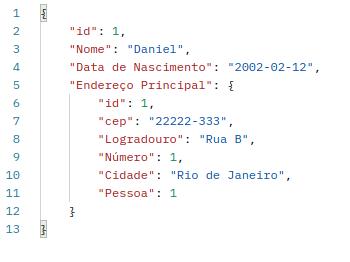 1 {
2 "id": 1,
3 "Nome": "Daniel",
4 "Data de Nascimento": "2002-02-12",
5 "Endereço Principal": {
6 "id": 1,
7 "cep": "22222-333",
8 "Logradouro": "Rua B",
9 "Número": 1,
10 "Cidade": "Rio de Janeiro",
11 "Pessoa": 1
12 }
13 }